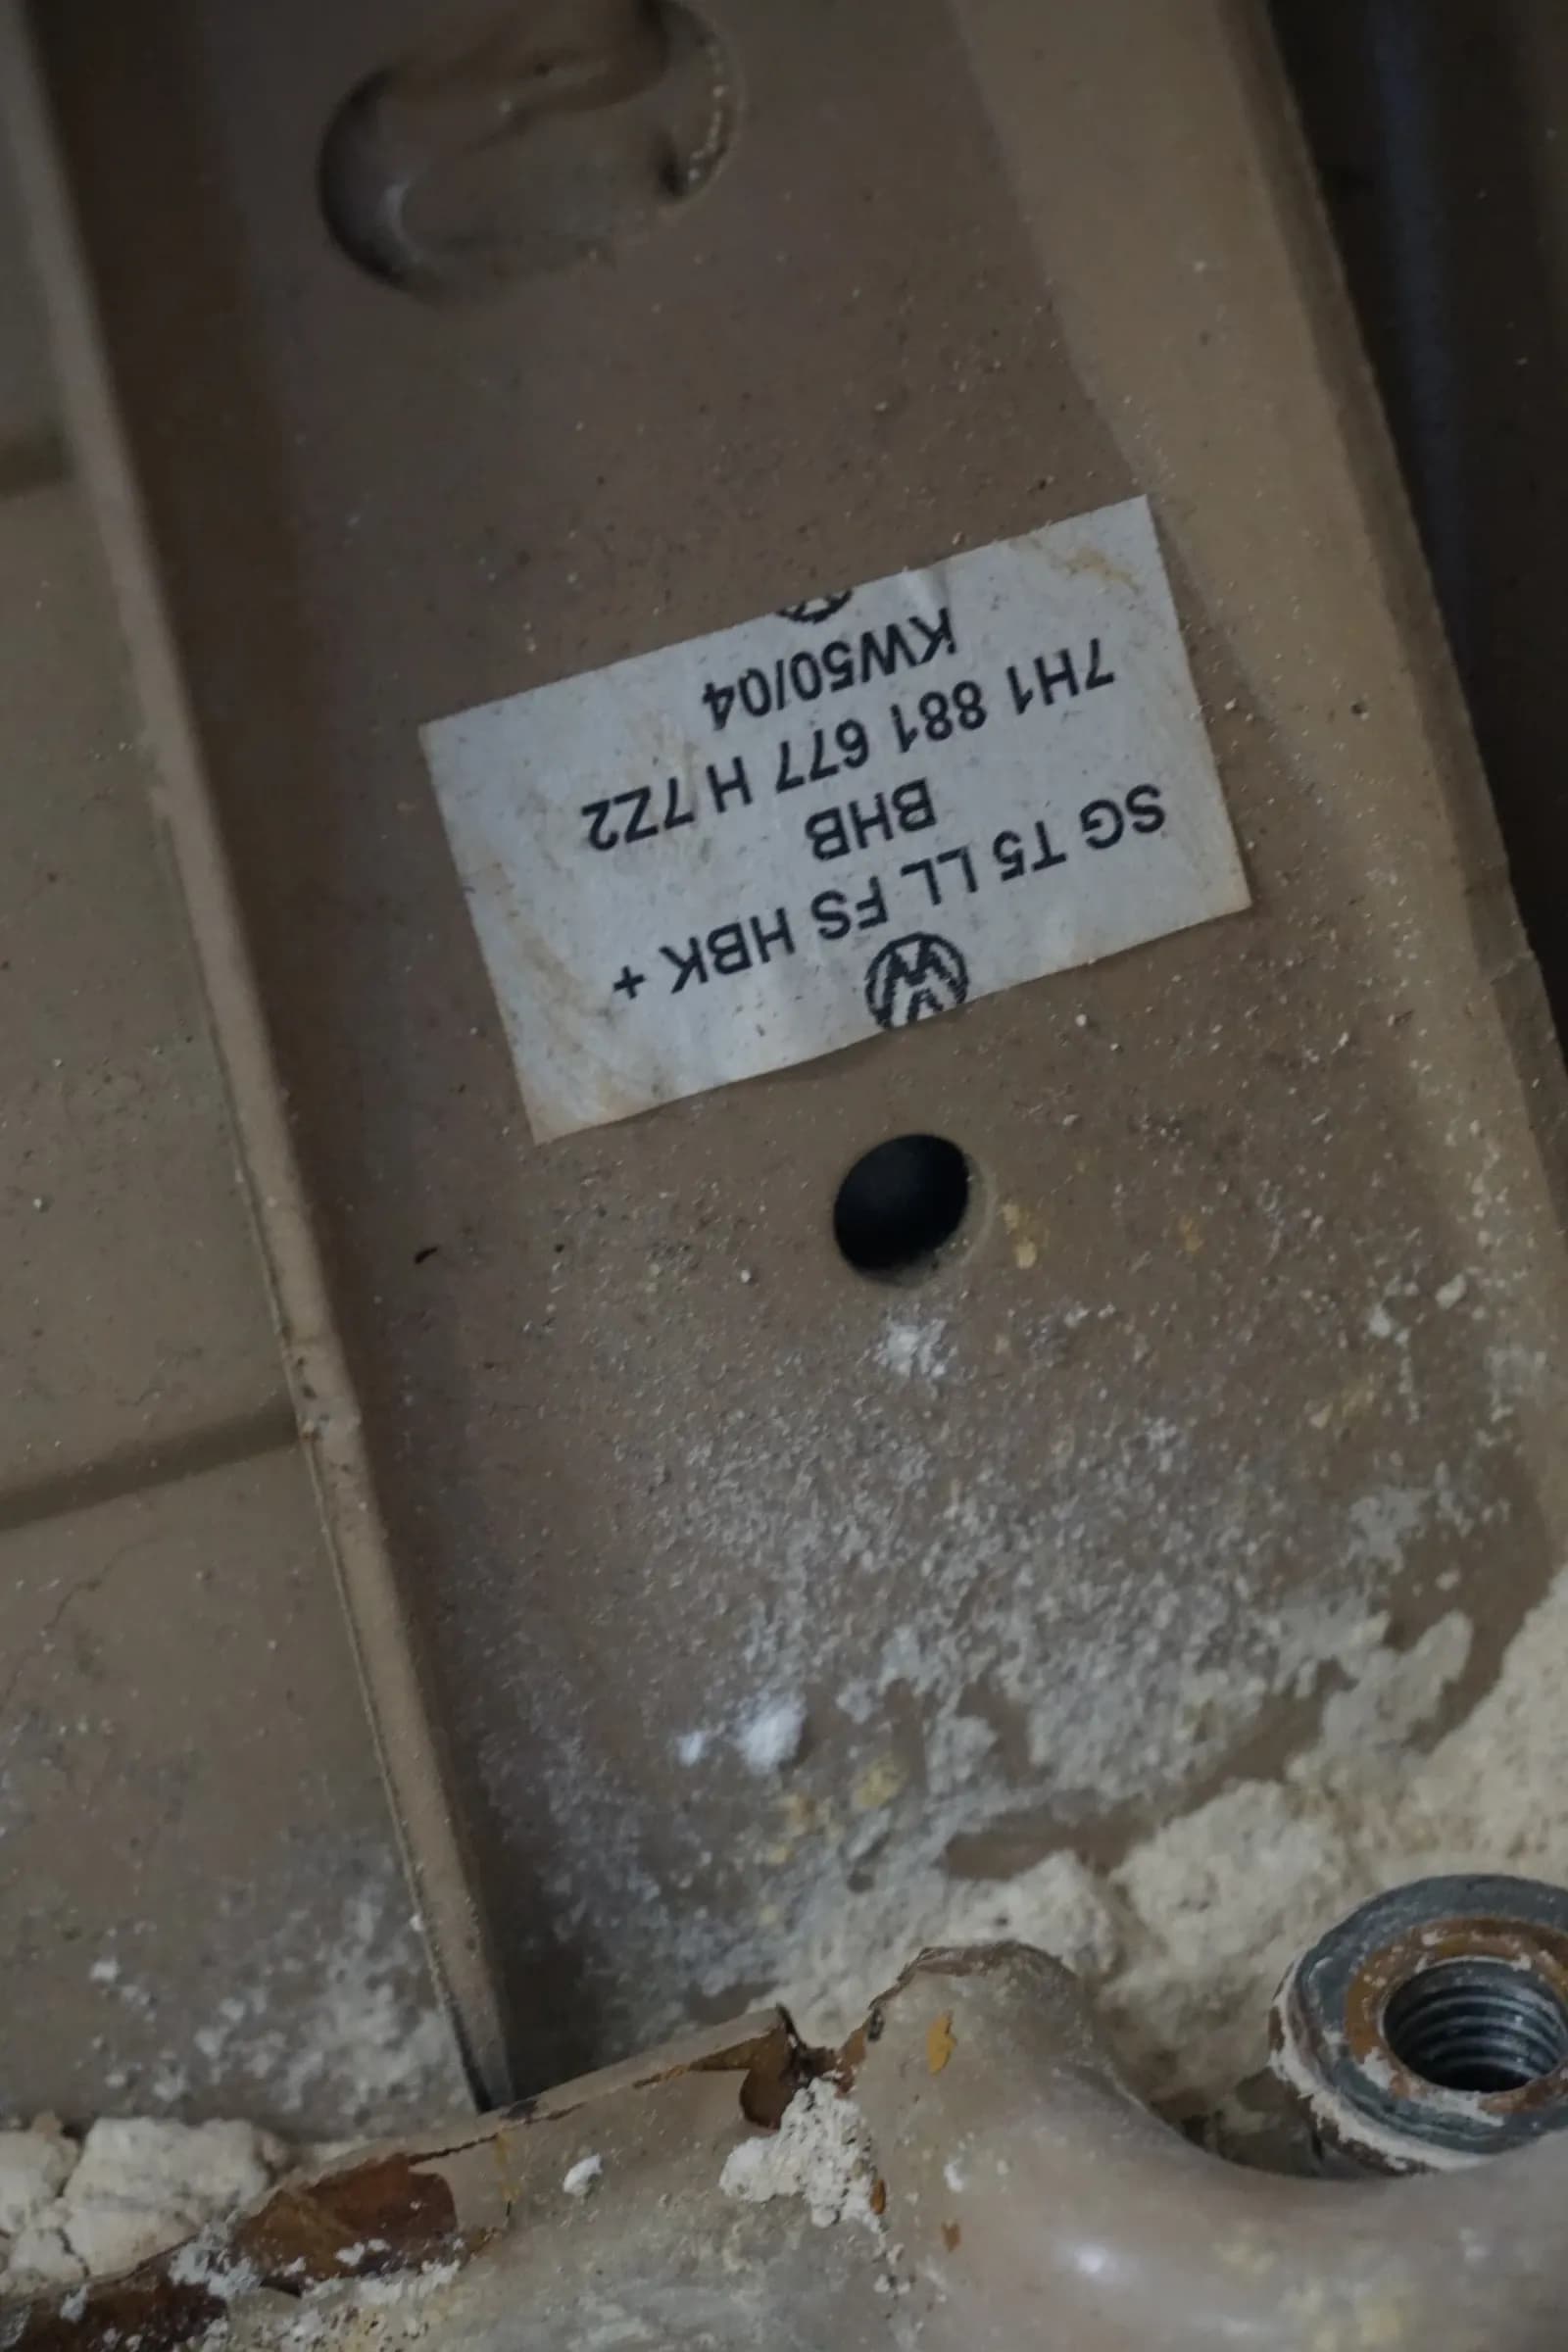 SG T5 LL FS HBK +
BHB
7H1 881 677 H 7Z2
KW50/04